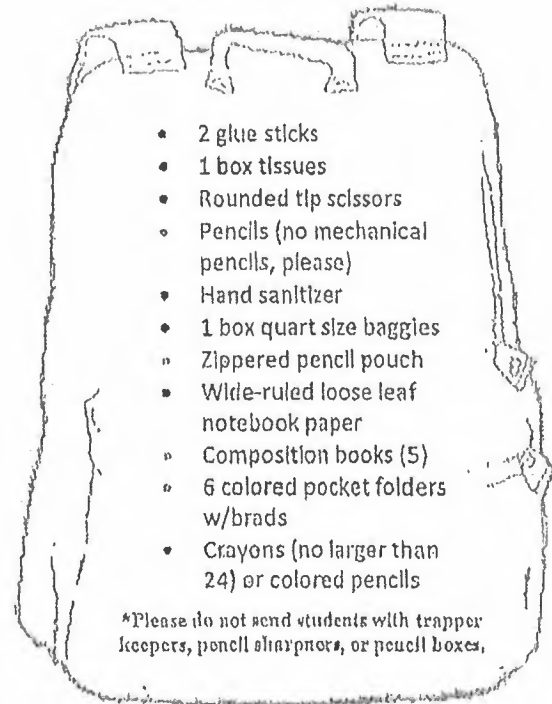 • 2 glue sticks
• 1 box tissues
• Rounded tip scissors
• Pencils (no mechanical
pencils, please)
• Hand sanitizer
• 1 box quart size baggies
• Zippered pencil pouch
• Wide-ruled loose leaf
notebook paper
• Composition books (5)
• 6 colored pocket folders
w/brads
• Crayons (no larger than
24) or colored pencils
*Please do not send students with trapper
keepers, pencil sharpnors, or pencil boxes.